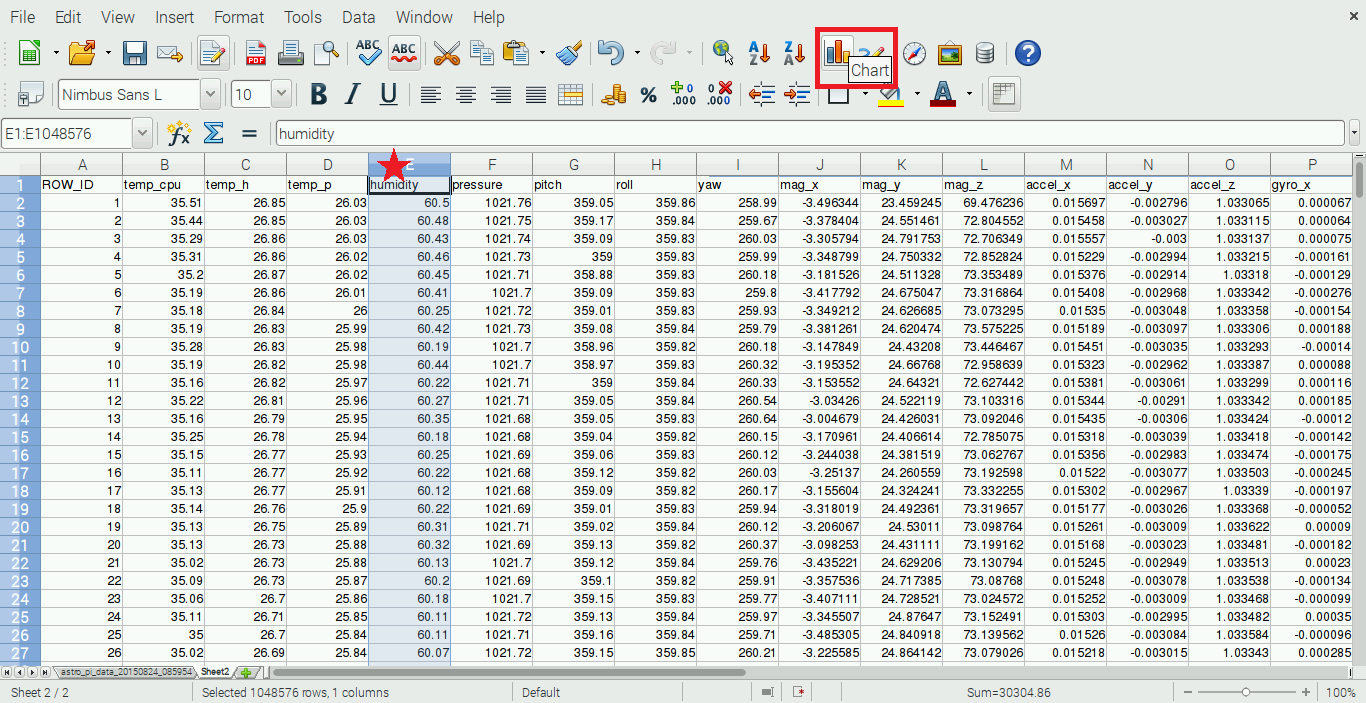 File Edit View Insert Format Tools Data Window Help
Chart
Nimbus Sans L 10
E1:E1048576 humidity
A B C D E F G H I J K L M N O P
1 ROW_ID temp_cpu temp_h temp_p humidity pressure pitch roll yaw mag_x mag_y mag_z accel_x accel_y accel_z gyro_x
2 1 35.51 26.85 26.03 60.5 1021.76 359.05 359.86 258.99 -3.496344 23.459245 69.476236 0.015697 -0.002796 1.033065 0.000067
3 2 35.44 26.85 26.03 60.48 1021.75 359.17 359.84 259.67 -3.378404 24.551461 72.804552 0.015458 -0.003027 1.033115 0.000064
4 3 35.29 26.86 26.03 60.43 1021.74 359.09 359.83 260.03 -3.305794 24.791753 72.706349 0.015557 -0.003 1.033137 0.000075
5 4 35.31 26.86 26.02 60.46 1021.73 359 359.83 259.99 -3.348799 24.750332 72.852824 0.015229 -0.002994 1.033215 -0.000161
6 5 35.2 26.87 26.02 60.45 1021.71 358.88 359.83 260.18 -3.181526 24.511328 73.353489 0.015376 -0.002914 1.03318 -0.000129
7 6 35.19 26.86 26.01 60.41 1021.7 359.09 359.83 259.8 -3.417792 24.675047 73.316864 0.015408 -0.002968 1.033342 -0.000276
8 7 35.18 26.84 26 60.25 1021.72 359.01 359.83 259.93 -3.349212 24.626685 73.073295 0.01535 -0.003048 1.033358 -0.000154
9 8 35.19 26.83 25.99 60.42 1021.73 359.08 359.84 259.79 -3.381261 24.620474 73.575225 0.015189 -0.003097 1.033306 0.000188
10 9 35.28 26.83 25.98 60.19 1021.7 358.96 359.82 260.18 -3.147849 24.43208 73.446467 0.015451 -0.003035 1.033293 -0.00014
11 10 35.19 26.82 25.98 60.44 1021.7 358.97 359.83 260.32 -3.195352 24.66768 72.958639 0.015323 -0.002962 1.033387 0.000088
12 11 35.16 26.82 25.97 60.22 1021.71 359 359.84 260.33 -3.153552 24.64321 72.627442 0.015381 -0.003061 1.033299 0.000116
13 12 35.22 26.81 25.96 60.27 1021.71 359.05 359.84 260.54 -3.03426 24.522119 73.103316 0.015344 -0.00291 1.033342 0.000185
14 13 35.16 26.79 25.95 60.35 1021.68 359.05 359.83 260.64 -3.004679 24.426031 73.092046 0.015435 -0.00306 1.033424 -0.00012
15 14 35.25 26.78 25.94 60.18 1021.68 359.04 359.82 260.15 -3.170961 24.406614 72.785075 0.015318 -0.003039 1.033418 -0.000142
16 15 35.15 26.77 25.93 60.25 1021.69 359.06 359.83 260.12 -3.244038 24.381519 73.062767 0.015356 -0.002983 1.033474 -0.000175
17 16 35.11 26.77 25.92 60.22 1021.68 359.12 359.82 260.03 -3.25137 24.260559 73.192598 0.01522 -0.003077 1.033503 -0.000245
18 17 35.13 26.77 25.91 60.12 1021.68 359.09 359.82 260.17 -3.155604 24.324241 73.332255 0.015302 -0.002967 1.03339 -0.000197
19 18 35.14 26.76 25.9 60.22 1021.69 359.01 359.83 259.94 -3.318019 24.492361 73.319657 0.015177 -0.003026 1.033368 -0.000052
20 19 35.13 26.75 25.89 60.31 1021.71 359.02 359.84 260.12 -3.206067 24.53011 73.098764 0.015261 -0.003009 1.033622 0.00009
21 20 35.13 26.73 25.88 60.32 1021.69 359.13 359.82 260.37 -3.098253 24.431111 73.199162 0.015168 -0.003023 1.033481 -0.000182
22 21 35.02 26.73 25.88 60.13 1021.7 359.12 359.84 259.76 -3.435221 24.629206 73.130794 0.015245 -0.002949 1.033513 0.00023
23 22 35.09 26.73 25.87 60.2 1021.69 359.1 359.82 259.91 -3.357536 24.717385 73.08768 0.015248 -0.003078 1.033538 -0.000134
24 23 35.06 26.7 25.86 60.18 1021.7 359.15 359.83 259.77 -3.407111 24.728521 73.024572 0.015252 -0.003009 1.033468 -0.000099
25 24 35.11 26.71 25.85 60.11 1021.72 359.13 359.84 259.97 -3.345507 24.87647 73.152491 0.015303 -0.002995 1.033482 0.00035
26 25 35 26.7 25.84 60.11 1021.71 359.16 359.84 259.71 -3.485305 24.840918 73.139562 0.01526 -0.003084 1.033584 -0.000096
27 26 35.02 26.69 25.84 60.07 1021.72 359.15 359.85 260.21 -3.225585 24.864142 73.079026 0.015218 -0.003015 1.03343 0.000285
astro_pi_data_20150824_085954 Sheet2
Sheet 2 / 2 Selected 1048576 rows, 1 columns Default Sum=30304.86 100%